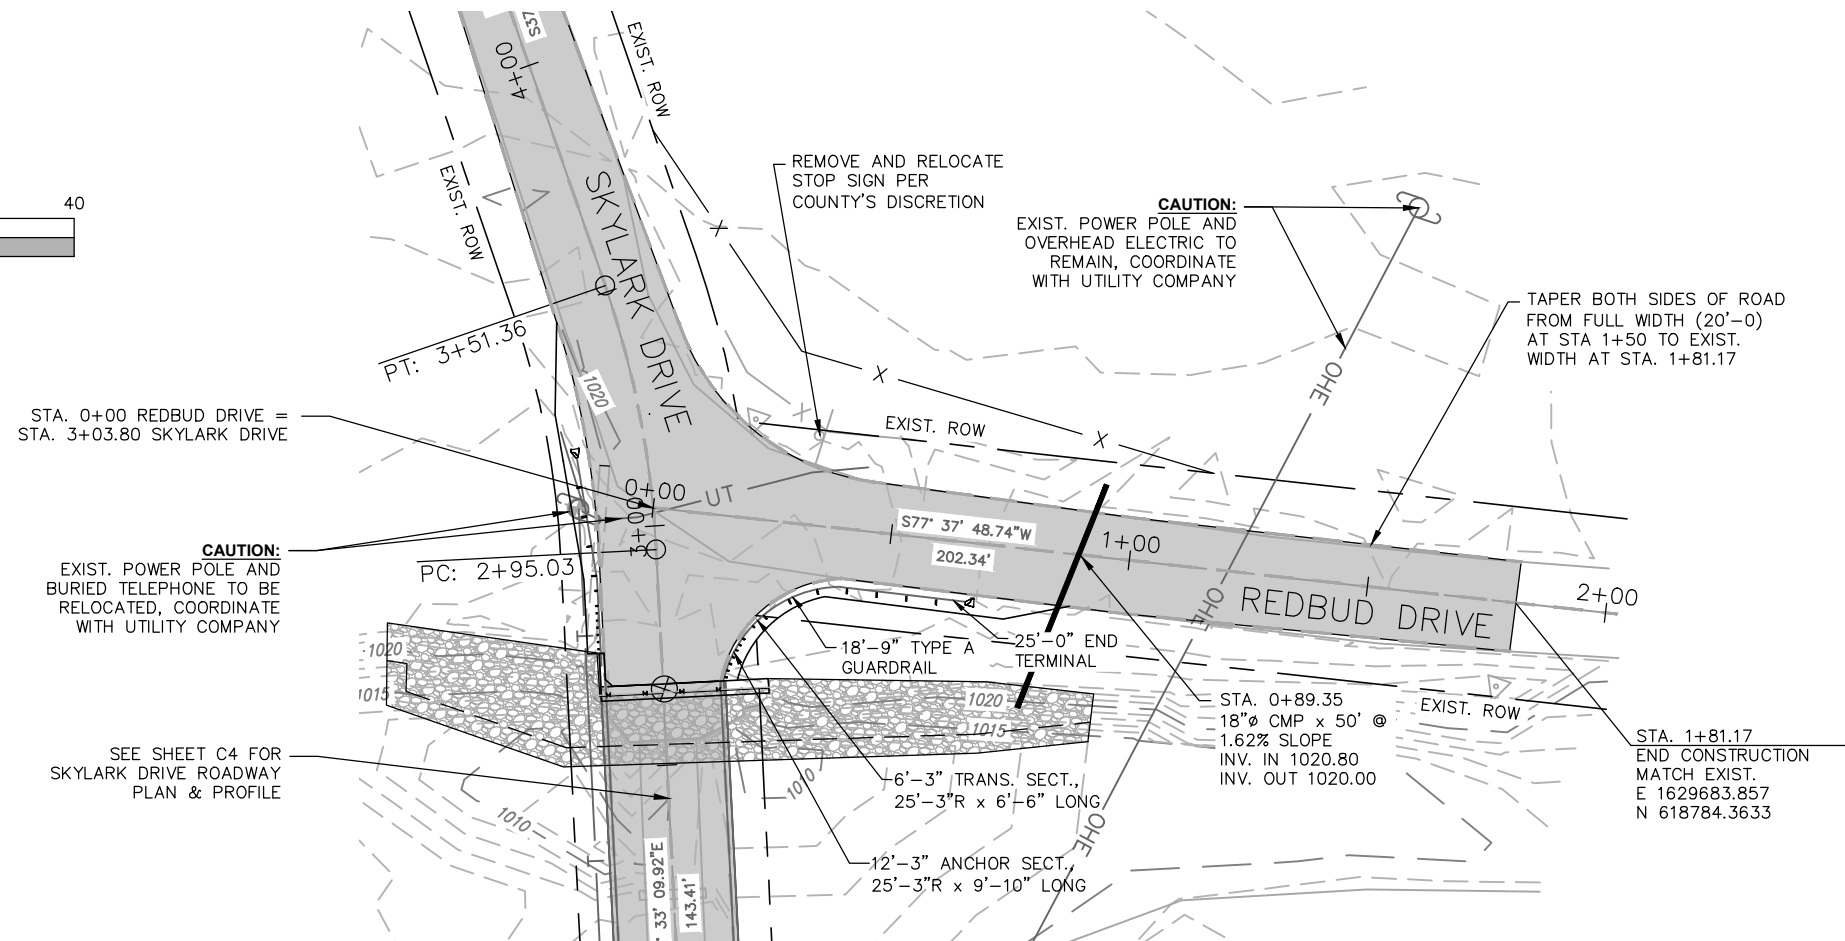 40
S37
4+00
EXIST. ROW
EXIST. ROW
SKYLARK DRIVE
REMOVE AND RELOCATE
STOP SIGN PER
COUNTY'S DISCRETION
CAUTION:
EXIST. POWER POLE AND
OVERHEAD ELECTRIC TO
REMAIN, COORDINATE
WITH UTILITY COMPANY
TAPER BOTH SIDES OF ROAD
FROM FULL WIDTH (20'-0)
AT STA 1+50 TO EXIST.
WIDTH AT STA. 1+81.17
X
X
X
X
OHE
PT: 3+51.36
1020
EXIST. ROW
STA. 0+00 REDBUD DRIVE =
STA. 3+03.80 SKYLARK DRIVE
0+00
UT
3+00
S77° 37' 48.74"W
202.34'
1+00
CAUTION:
EXIST. POWER POLE AND
BURIED TELEPHONE TO BE
RELOCATED, COORDINATE
WITH UTILITY COMPANY
PC: 2+95.03
OHE
REDBUD DRIVE
2+00
18'-9" TYPE A
GUARDRAIL
25'-0" END
TERMINAL
1020
1015
1020
1015
STA. 0+89.35
18"ø CMP x 50' @
1.62% SLOPE
INV. IN 1020.80
INV. OUT 1020.00
EXIST. ROW
STA. 1+81.17
END CONSTRUCTION
MATCH EXIST.
E 1629683.857
N 618784.3633
SEE SHEET C4 FOR
SKYLARK DRIVE ROADWAY
PLAN & PROFILE
6'-3" TRANS. SECT.,
25'-3"R x 6'-6" LONG
1010
1010
OHE
12'-3" ANCHOR SECT.,
25'-3"R x 9'-10" LONG
T
T
° 33' 09.92"E
143.41'